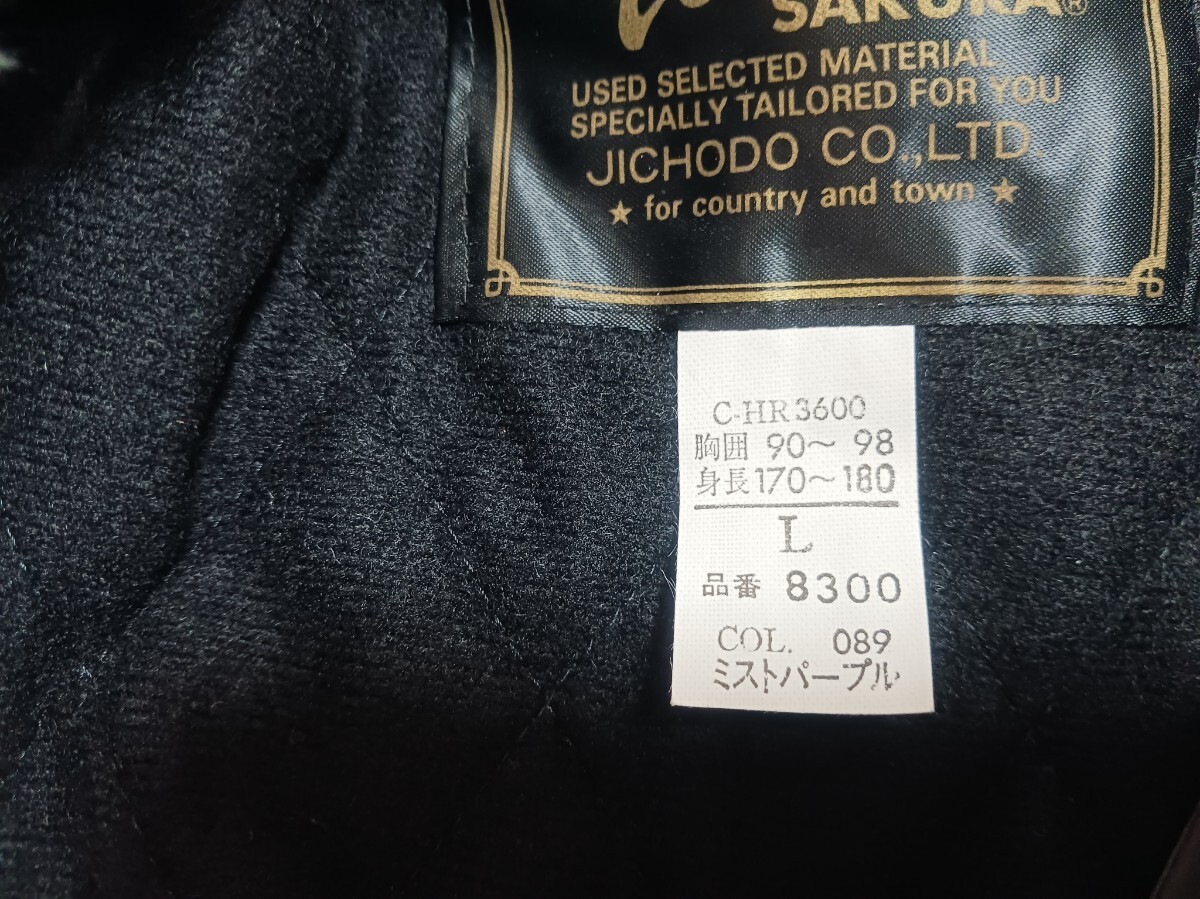 SAKURA®
USED SELECTED MATERIAL
SPECIALLY TAILORED FOR YOU
JICHODO CO.,LTD.
★ for country and town ★
C-HR3600
胸囲 90〜 98
身長170〜180
L
品番 8300
COL. 089
ミストパープル